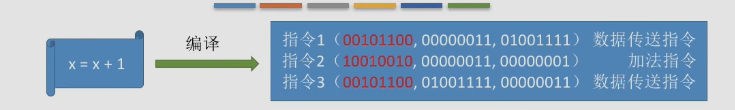 x = x + 1
编译
指令1（00101100, 00000011, 01001111） 数据传送指令
指令2（10010010, 00000011, 00000001） 加法指令
指令3（00101100, 01001111, 00000011） 数据传送指令